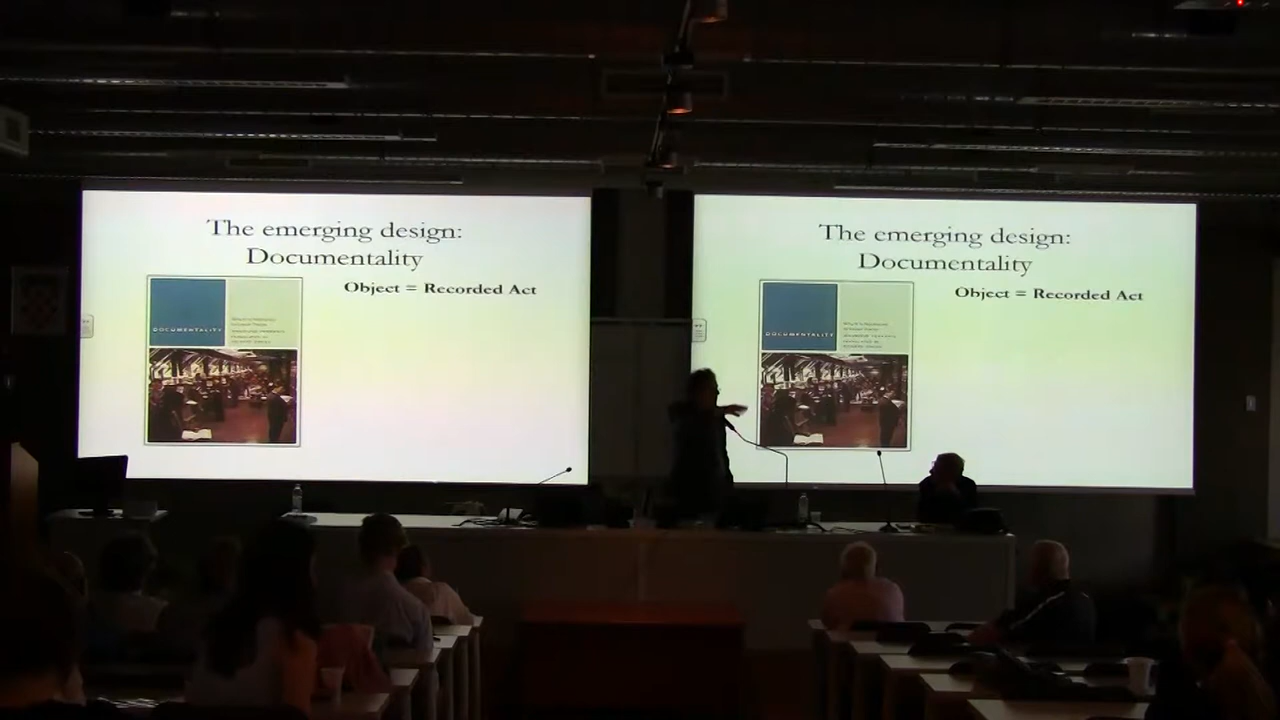 The emerging design:
Documentality
Object = Recorded Act
DOCUMENTALITY
The emerging design:
Documentality
Object = Recorded Act
DOCUMENTALITY